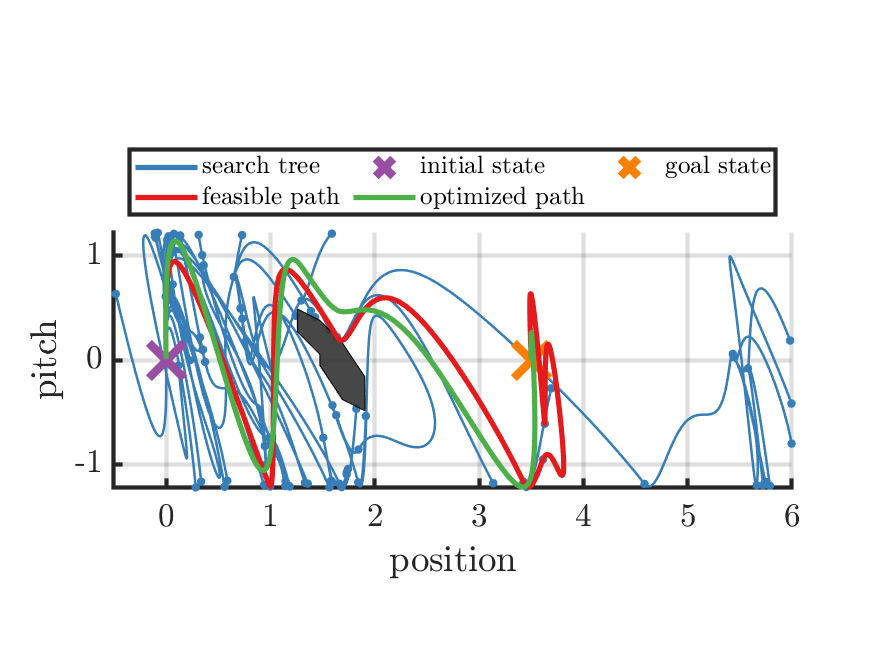 search tree initial state goal state
feasible path optimized path
1
0
-1
pitch
0 1 2 3 4 5 6
position